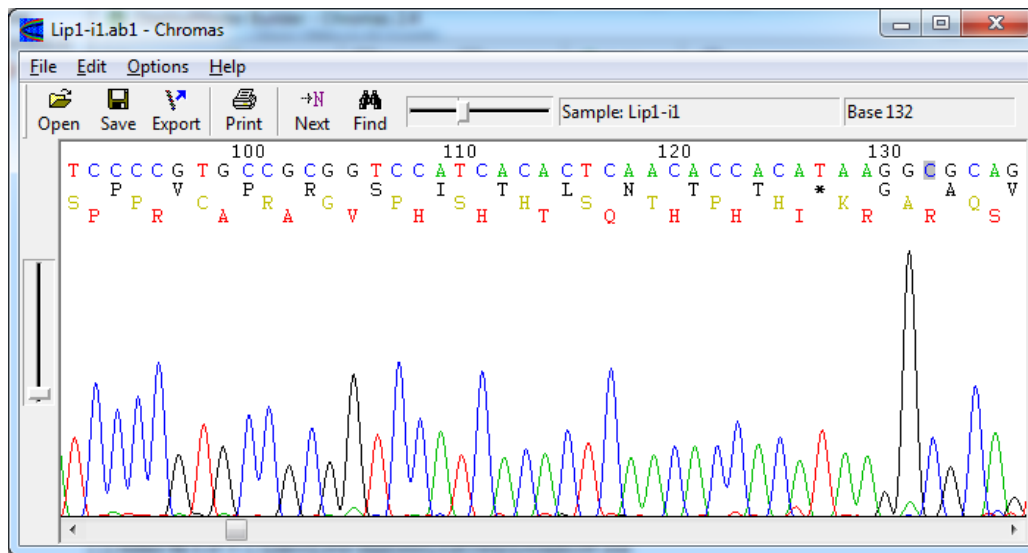 Lip1-i1.ab1 - Chromas
File Edit Options Help
Open Save Export Print →N Next Find Sample: Lip1-i1 Base 132
100 110 120 130
T C C C C G T G C C G C G G T C C A T C A C A C T C A A C A C C A C A T A A G G C G C A G
P V P R S I T L N T T * G A V
S P C R G P S H S T P H K A Q
P R A A V H H T Q H H I R R S